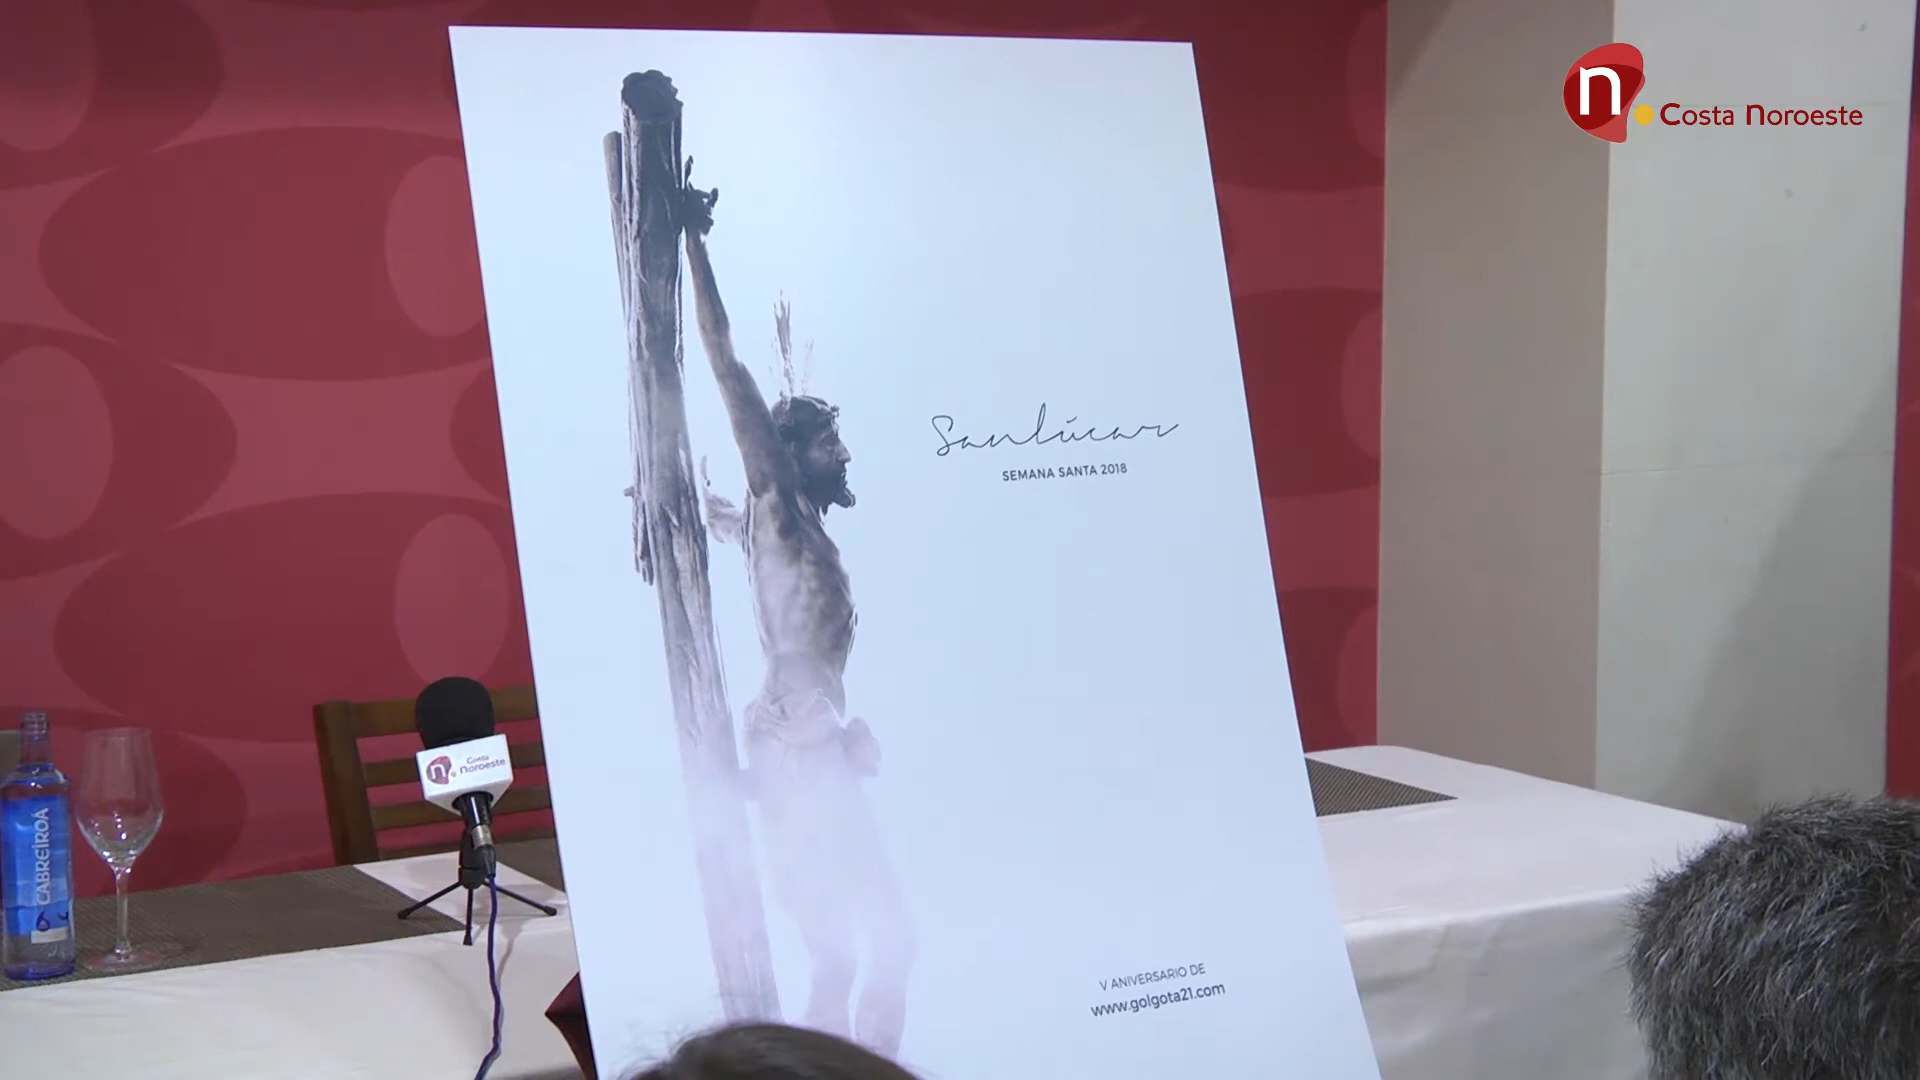 n. Costa Noroeste
Sanlúcar
SEMANA SANTA 2018
n. Costa
Noroeste
CABREIROÁ
V ANIVERSARIO DE
www.golgota21.com